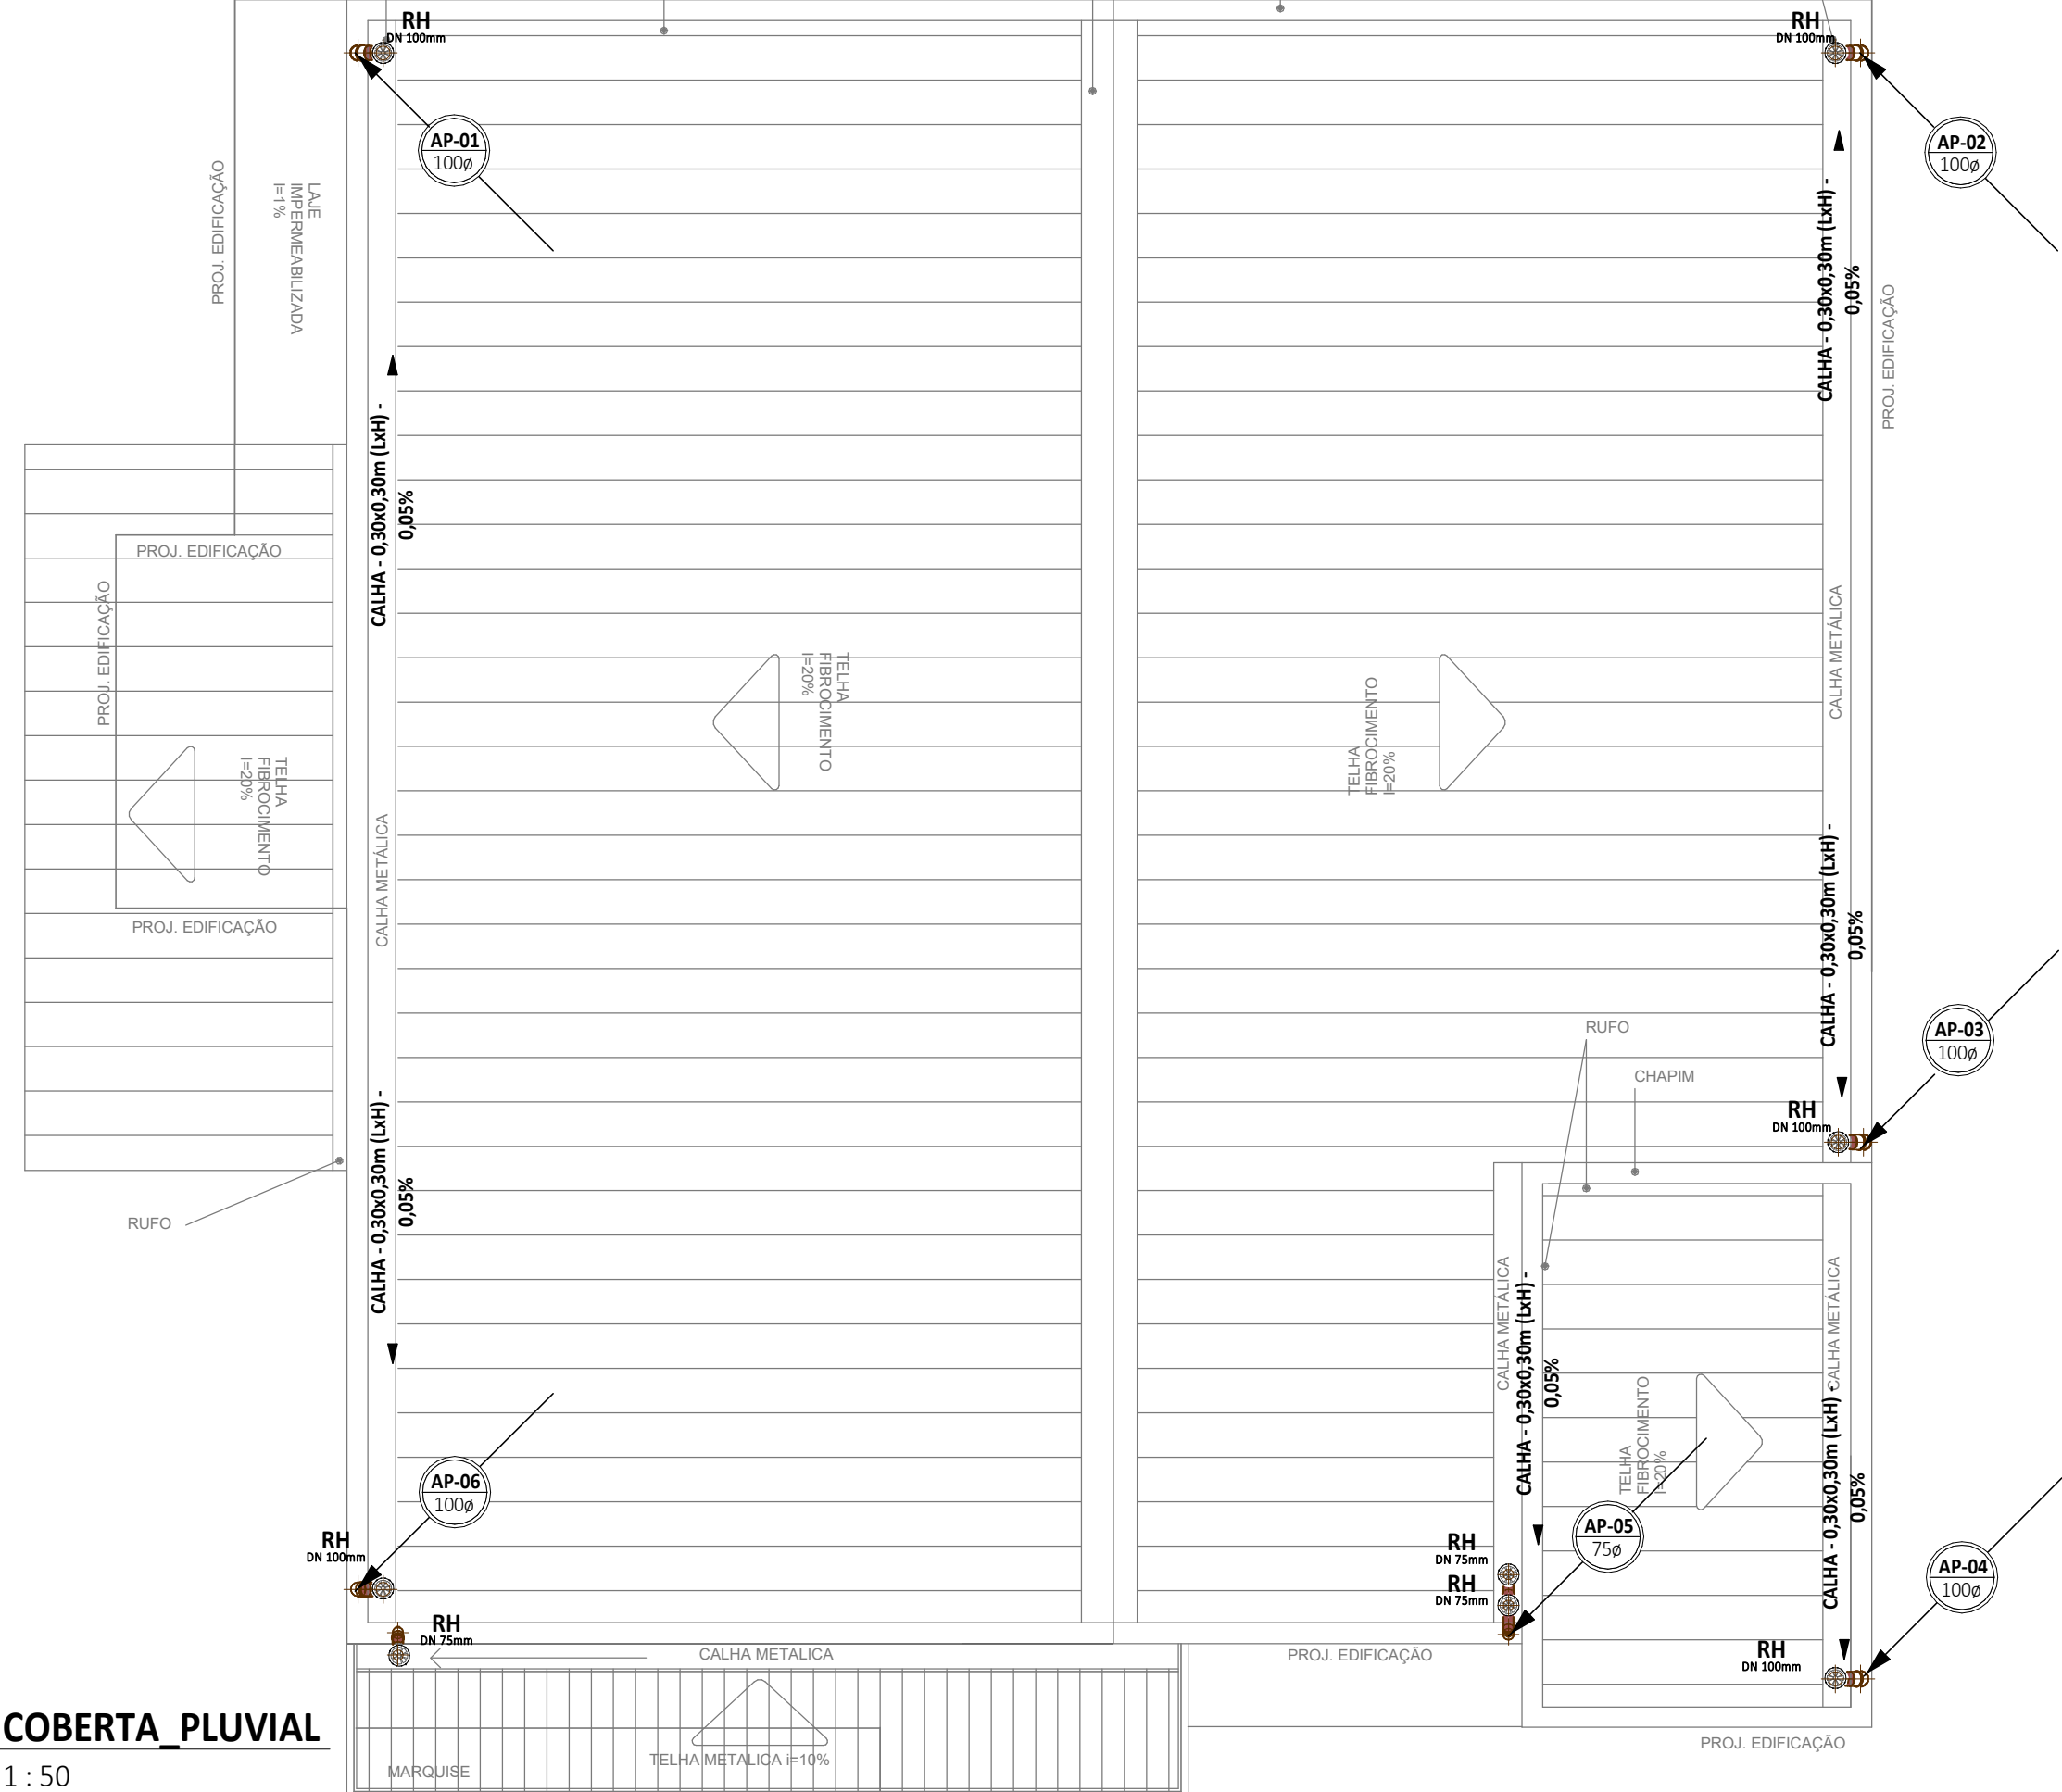 RH
DN 100mm
RH
DN 100mm
AP-01
100ø
AP-02
100ø
PROJ. EDIFICAÇÃO
LAJE
IMPERMEABILIZADA
I=1%
CALHA - 0,30x0,30m (LxH) -
0,05%
PROJ. EDIFICAÇÃO
CALHA - 0,30x0,30m (LxH) -
0,05%
PROJ. EDIFICAÇÃO
PROJ. EDIFICAÇÃO
CALHA METÁLICA
TELHA
FIBROCIMENTO
I=20%
TELHA
FIBROCIMENTO
I=20%
TELHA
FIBROCIMENTO
I=20%
CALHA METÁLICA
PROJ. EDIFICAÇÃO
CALHA - 0,30x0,30m (LxH) -
0,05%
RUFO
AP-03
100ø
CHAPIM
RH
DN 100mm
CALHA - 0,30x0,30m (LxH) -
0,05%
RUFO
CALHA METÁLICA
CALHA - 0,30x0,30m (LxH) -
0,05%
CALHA METÁLICA
TELHA
FIBROCIMENTO
I=20%
CALHA - 0,30x0,30m (LxH) -
0,05%
AP-06
100ø
AP-05
75ø
RH
DN 100mm
RH
DN 75mm
RH
DN 75mm
AP-04
100ø
RH
DN 75mm
CALHA METALICA
PROJ. EDIFICAÇÃO
RH
DN 100mm
COBERTA_PLUVIAL
1 : 50
TELHA METALICA i=10%
MARQUISE
PROJ. EDIFICAÇÃO